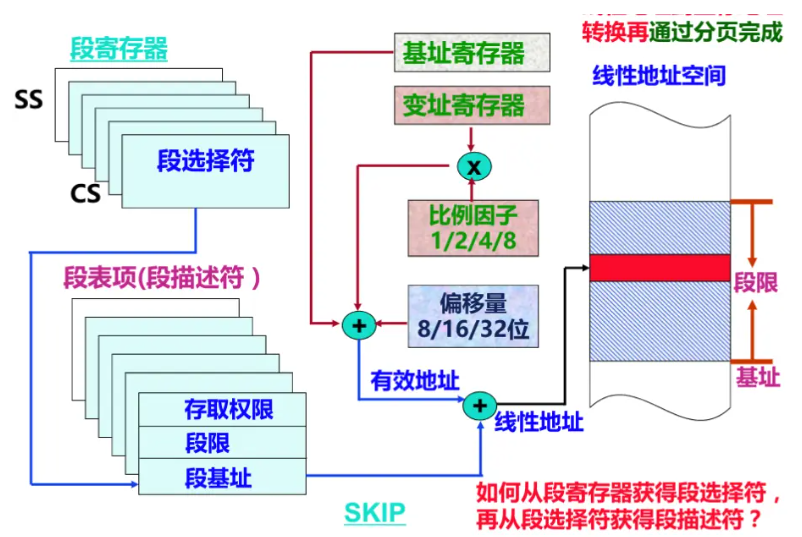 转换再通过分页完成
段寄存器
SS
CS
段选择符
基址寄存器
变址寄存器
x
比例因子
1/2/4/8
偏移量
8/16/32位
+
有效地址
+
线性地址
线性地址空间
段限
基址
段表项(段描述符 )
存取权限
段限
段基址
SKIP
如何从段寄存器获得段选择符，
再从段选择符获得段描述符？